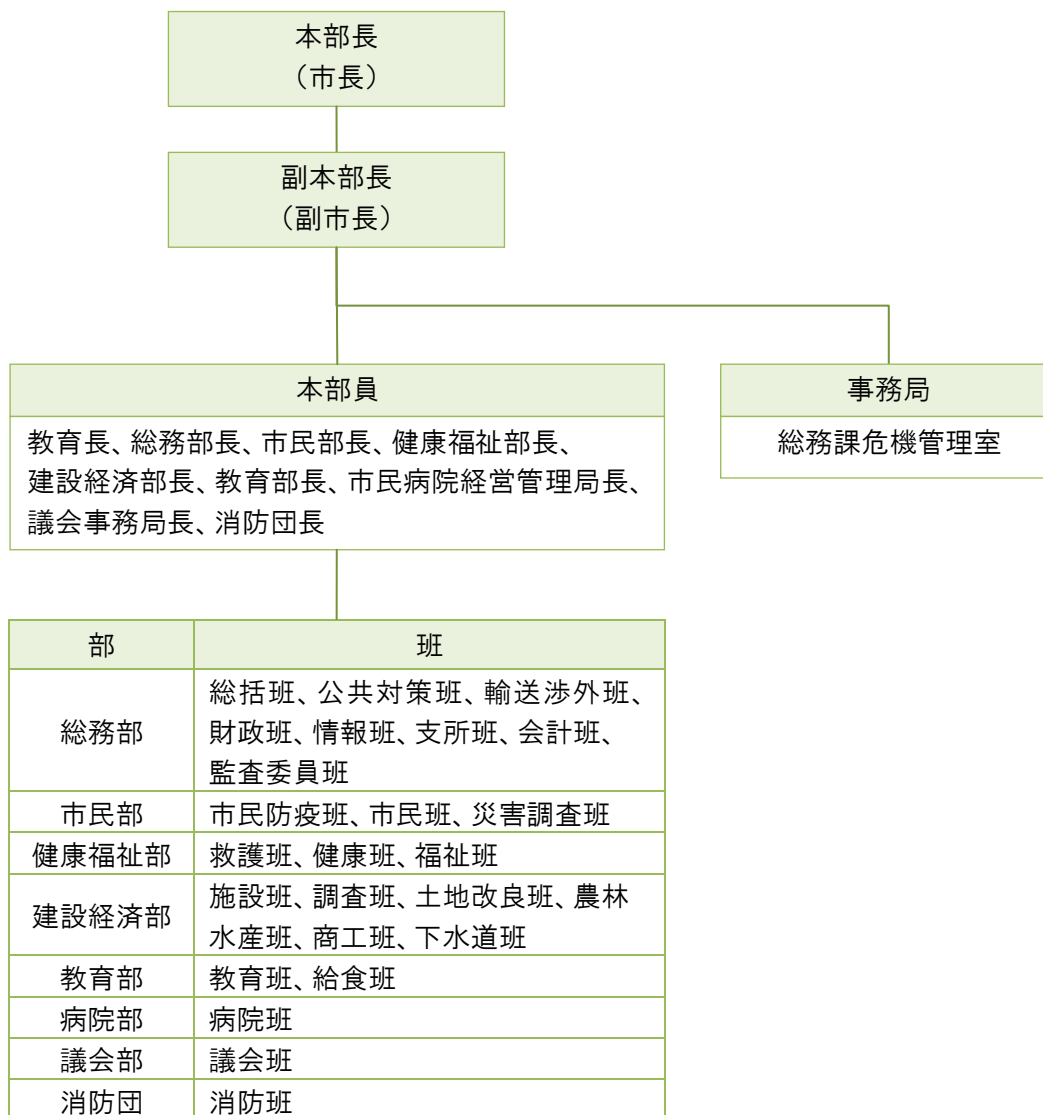 本部長
（市長）
副本部長
（副市長）
本部員
教育長、総務部長、市民部長、健康福祉部長、
建設経済部長、教育部長、市民病院経営管理局長、
議会事務局長、消防団長
事務局
総務課危機管理室
部 班
総務部 総括班、公共対策班、輸送渉外班、
財政班、情報班、支所班、会計班、
監査委員班
市民部 市民防疫班、市民班、災害調査班
健康福祉部 救護班、健康班、福祉班
建設経済部 施設班、調査班、土地改良班、農林
水産班、商工班、下水道班
教育部 教育班、給食班
病院部 病院班
議会部 議会班
消防団 消防班